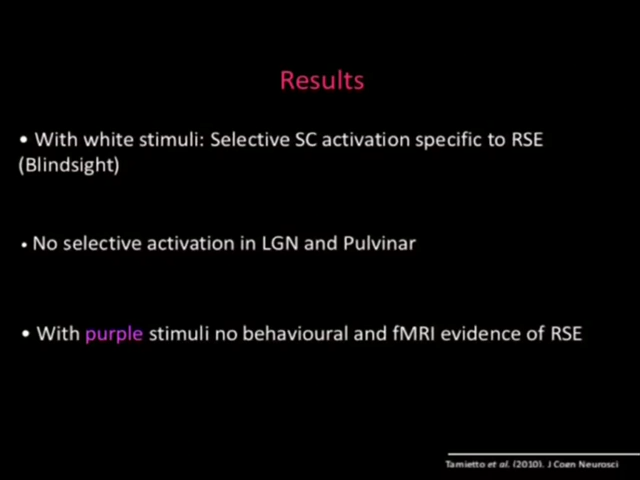 Results
• With white stimuli: Selective SC activation specific to RSE
(Blindsight)
• No selective activation in LGN and Pulvinar
• With purple stimuli no behavioural and fMRI evidence of RSE
Tamietto et al. (2010). J Coen Neurosci